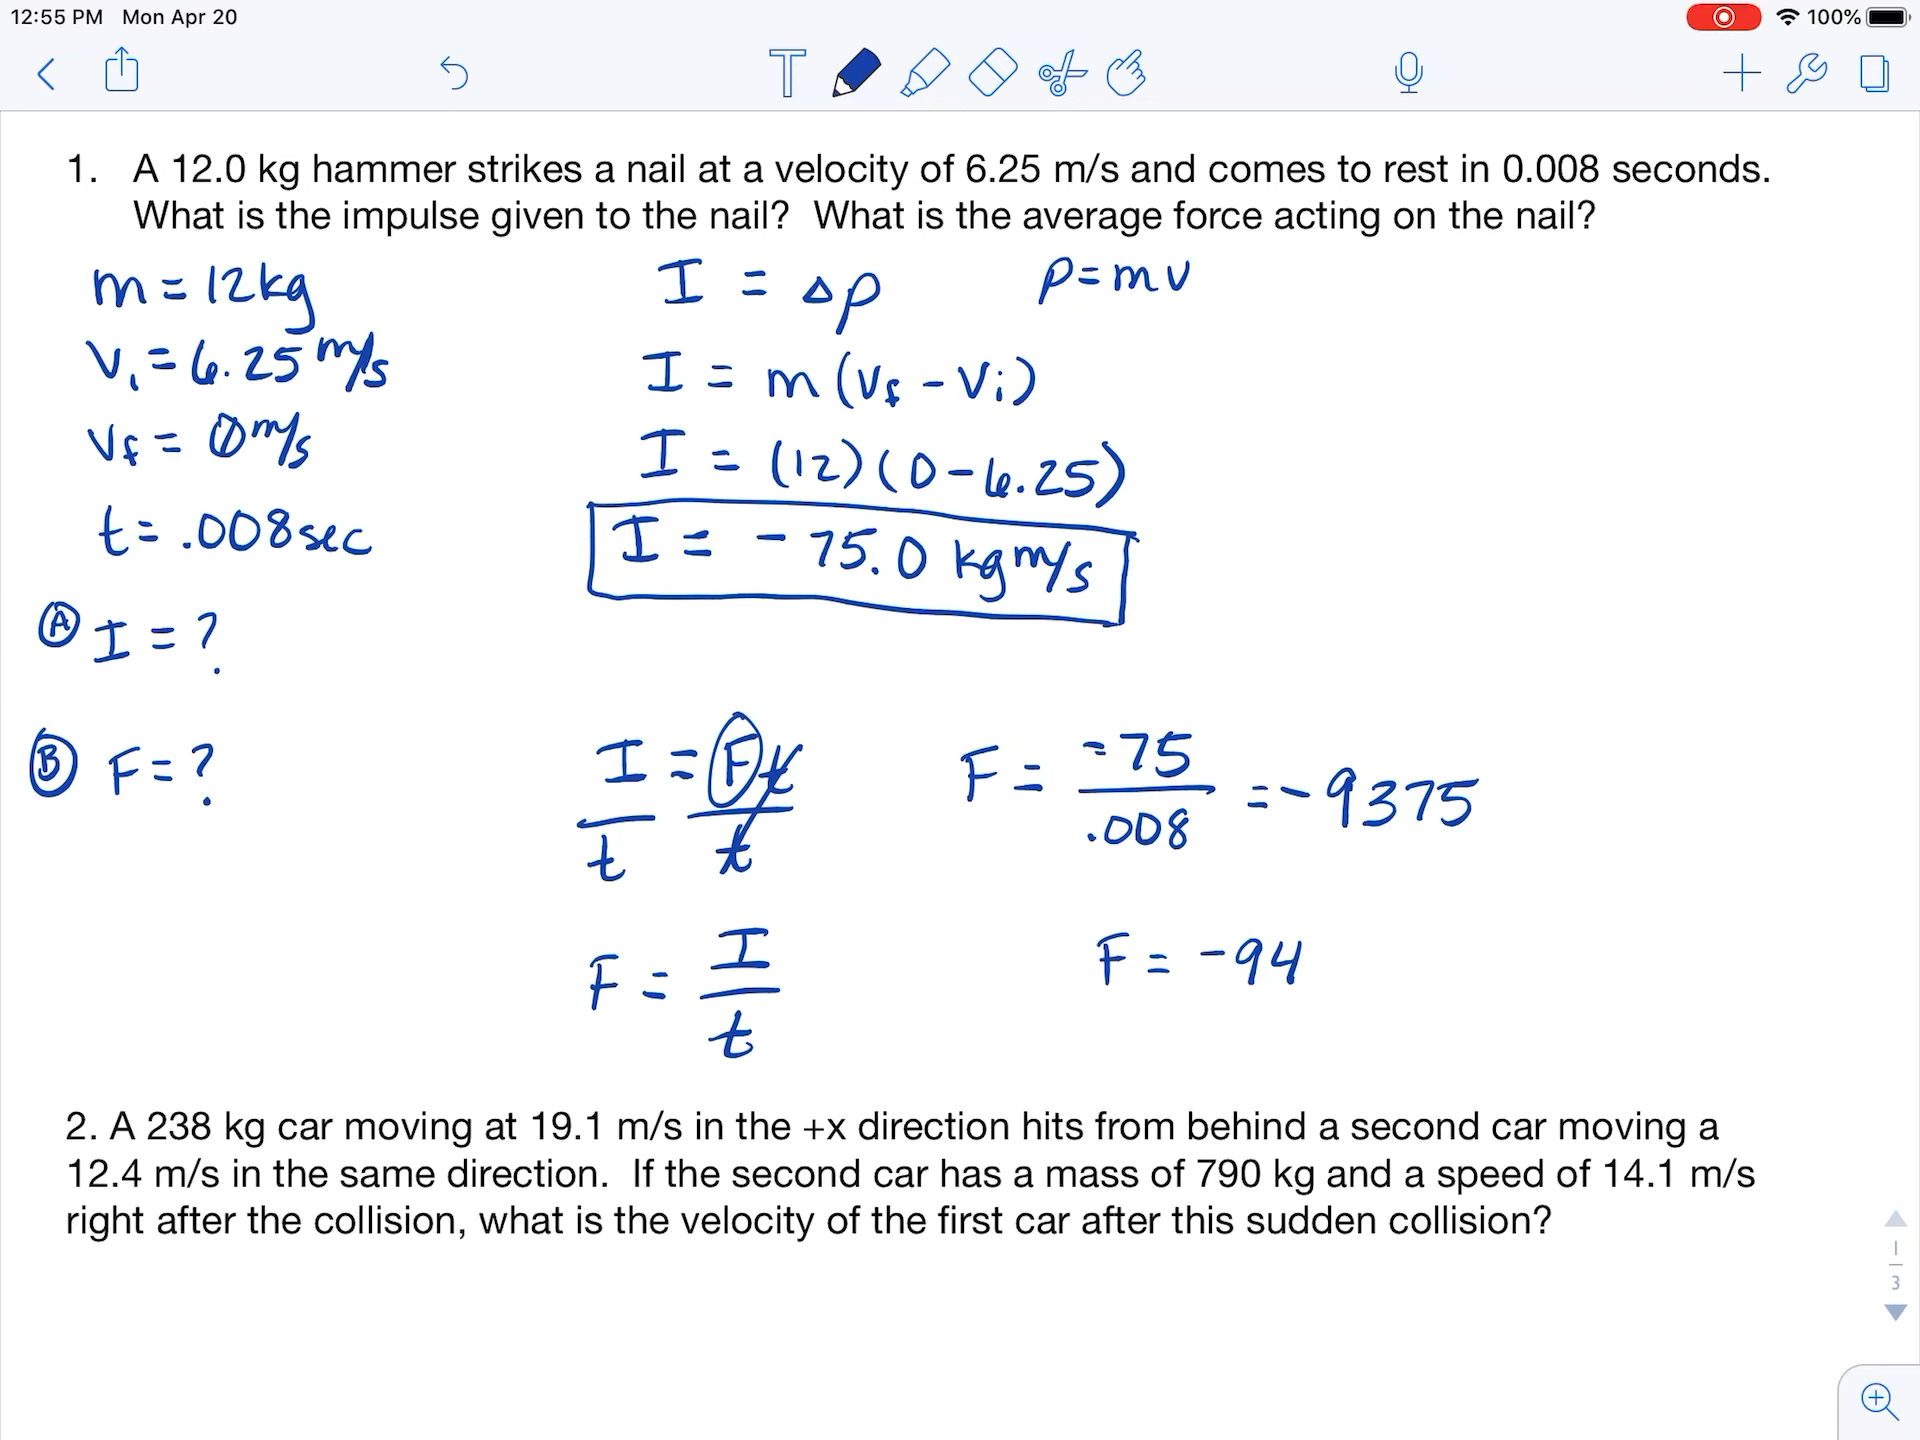 12:55 PM Mon Apr 20
100%
T
1. A 12.0 kg hammer strikes a nail at a velocity of 6.25 m/s and comes to rest in 0.008 seconds.
What is the impulse given to the nail? What is the average force acting on the nail?
m = 12kg
Vi = 6.25 m/s
Vf = 0 m/s
t = .008 sec
I = Δp
p = mv
I = m (Vf - Vi)
I = (12)(0 - 6.25)
I = - 75.0 kg m/s
A I = ?
B F = ?
I/t = Ft/t
F = -75/.008 = -9375
F = I/t
F = -94
2. A 238 kg car moving at 19.1 m/s in the +x direction hits from behind a second car moving a
12.4 m/s in the same direction. If the second car has a mass of 790 kg and a speed of 14.1 m/s
right after the collision, what is the velocity of the first car after this sudden collision?
1
3